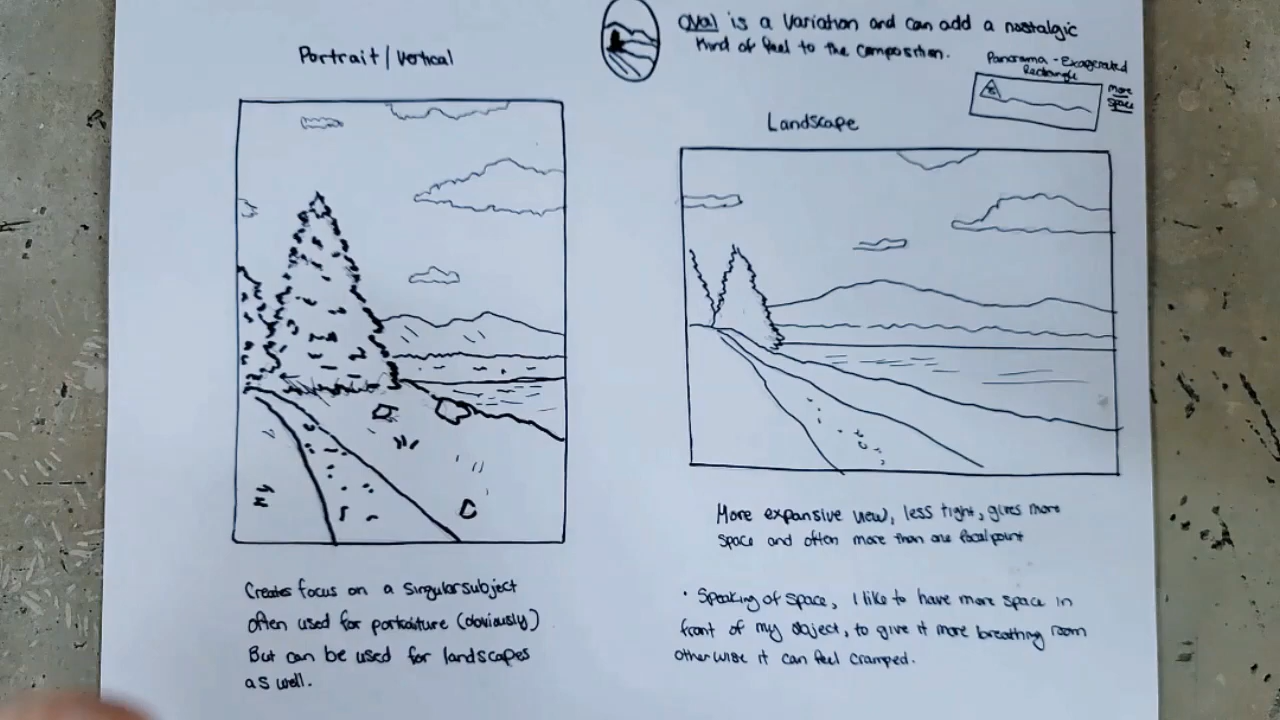 Portrait/Vertical
Oval is a variation and can add a nostalgic
kind of feel to the composition.
Panorama - Exagerated
Rectangle
More
space
Landscape
Creates focus on a singular subject
often used for portraiture (obviously)
But can be used for landscapes
as well.
More expansive view, less tight, gives more
space and often more than one focal point
· Speaking of space, I like to have more space in
front of my subject, to give it more breathing room
otherwise it can feel cramped.